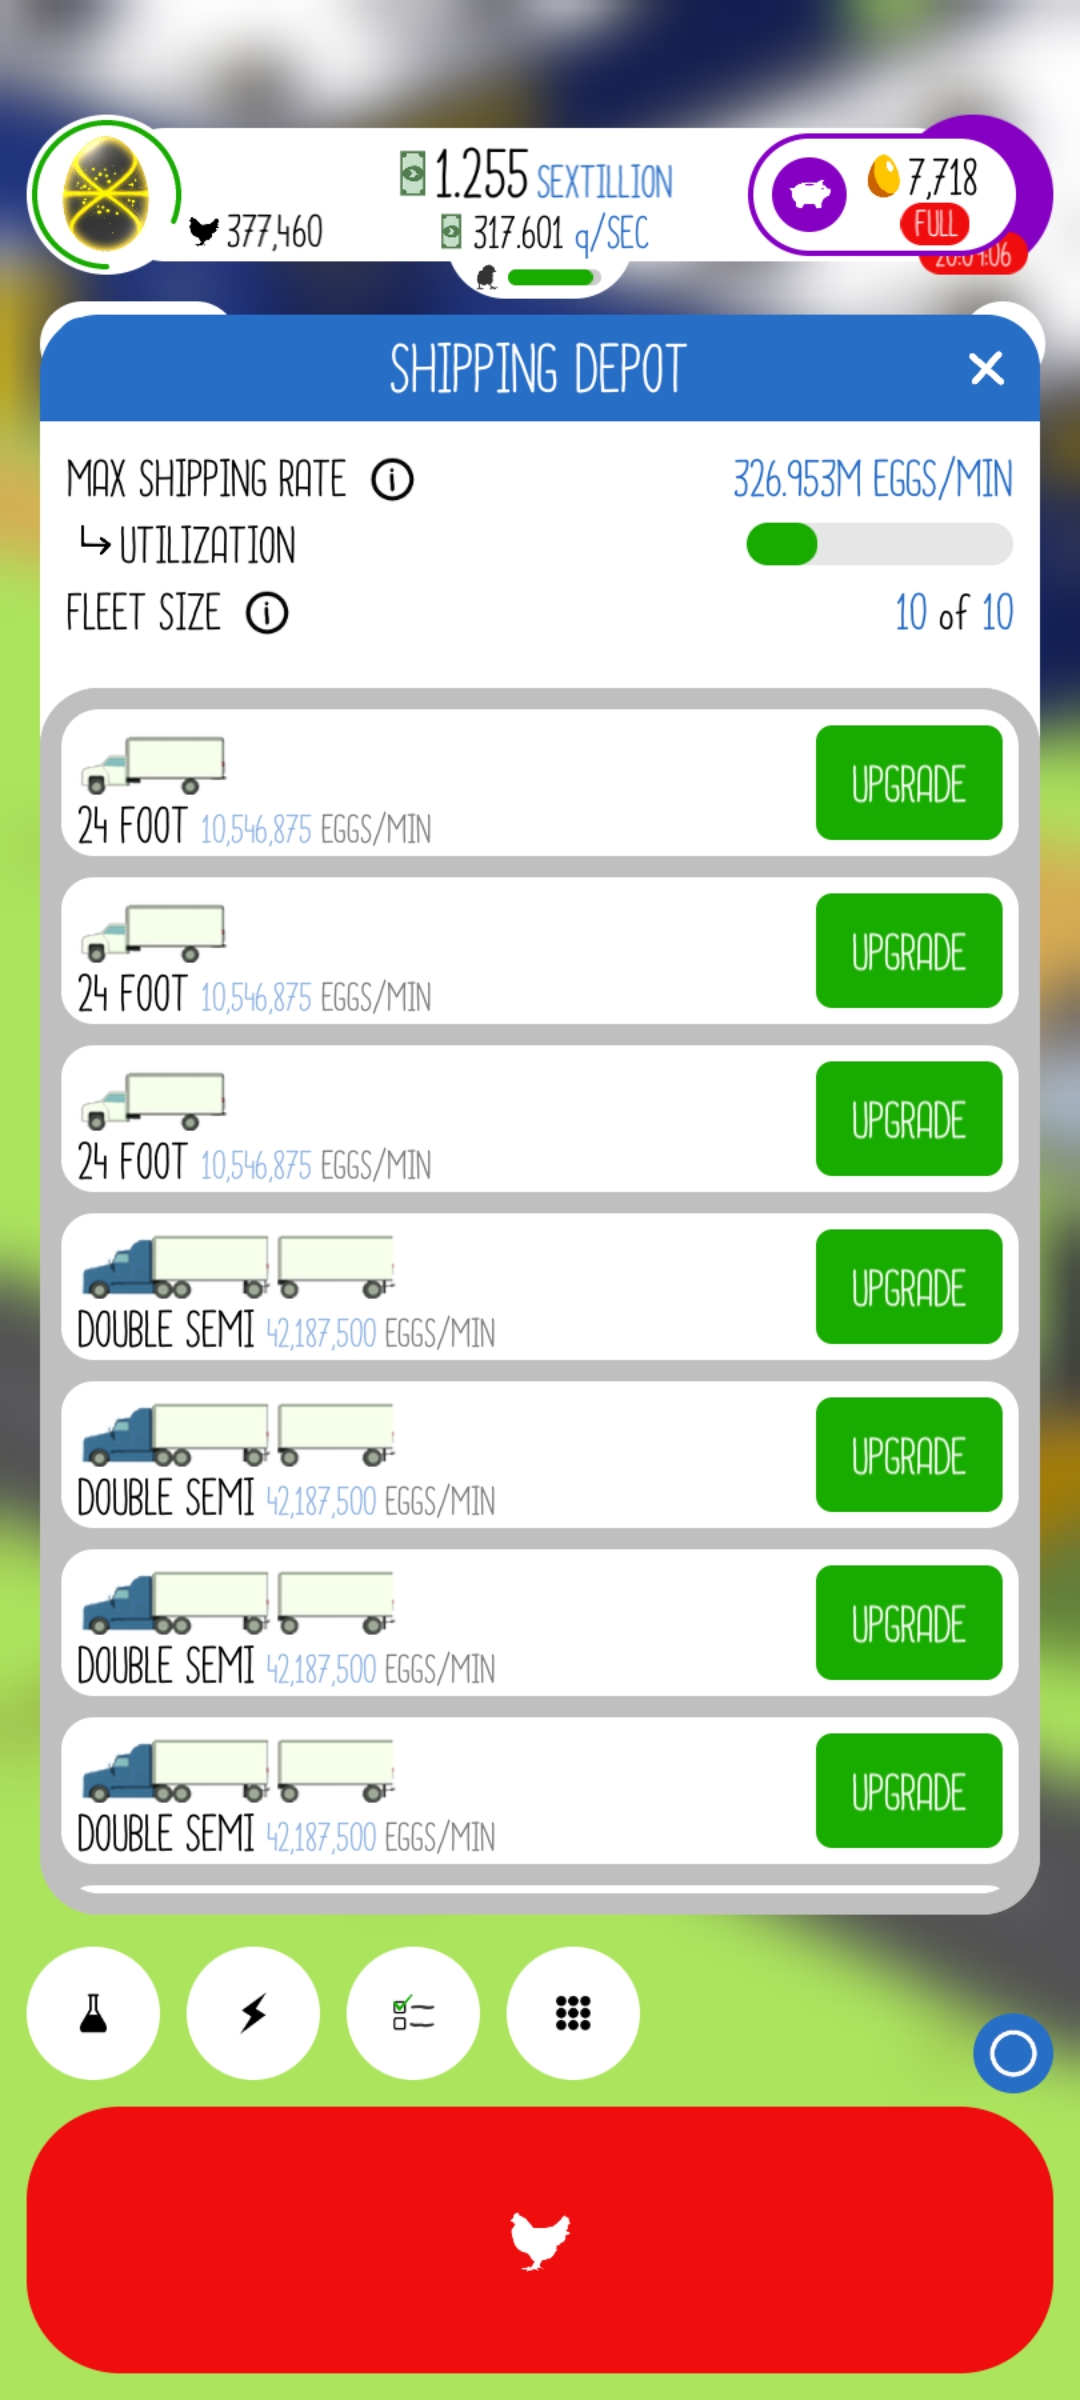 1.255 SEXTILLION
377,460
317.601 q/SEC
7,718
FULL
SHIPPING DEPOT
MAX SHIPPING RATE 326.953M EGGS/MIN
UTILIZATION
FLEET SIZE 10 of 10
24 FOOT 10,546,875 EGGS/MIN
UPGRADE
24 FOOT 10,546,875 EGGS/MIN
UPGRADE
24 FOOT 10,546,875 EGGS/MIN
UPGRADE
DOUBLE SEMI 42,187,500 EGGS/MIN
UPGRADE
DOUBLE SEMI 42,187,500 EGGS/MIN
UPGRADE
DOUBLE SEMI 42,187,500 EGGS/MIN
UPGRADE
DOUBLE SEMI 42,187,500 EGGS/MIN
UPGRADE